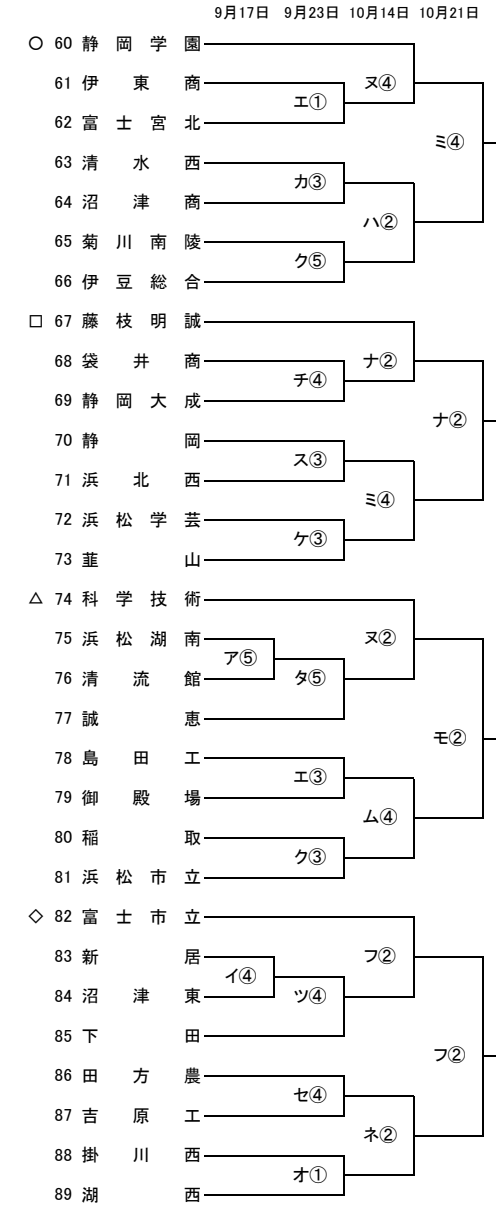 9月17日 9月23日 10月14日 10月21日
○ 60 静岡学園
ヌ④
61 伊東商
エ①
62 富士宮北
ミ④
63 清水西
カ③
64 沼津商
ハ②
65 菊川南陵
ク⑤
66 伊豆総合
□ 67 藤枝明誠
68 袋井商 ナ②
チ④
69 静岡大成
ナ②
70 静岡
ス③
71 浜北西
ミ④
72 浜松学芸
ケ③
73 韮山
△ 74 科学技術
75 浜松湖南 ヌ②
ア⑤ タ⑤
76 清流館
77 誠恵
モ②
78 島田工
エ③
79 御殿場
ム④
80 稲取
ク③
81 浜松市立
◇ 82 富士市立
83 新居 フ②
イ④ ツ④
84 沼津東
85 下田
フ②
86 田方農
セ④
87 吉原工
ネ②
88 掛川西
オ①
89 湖西